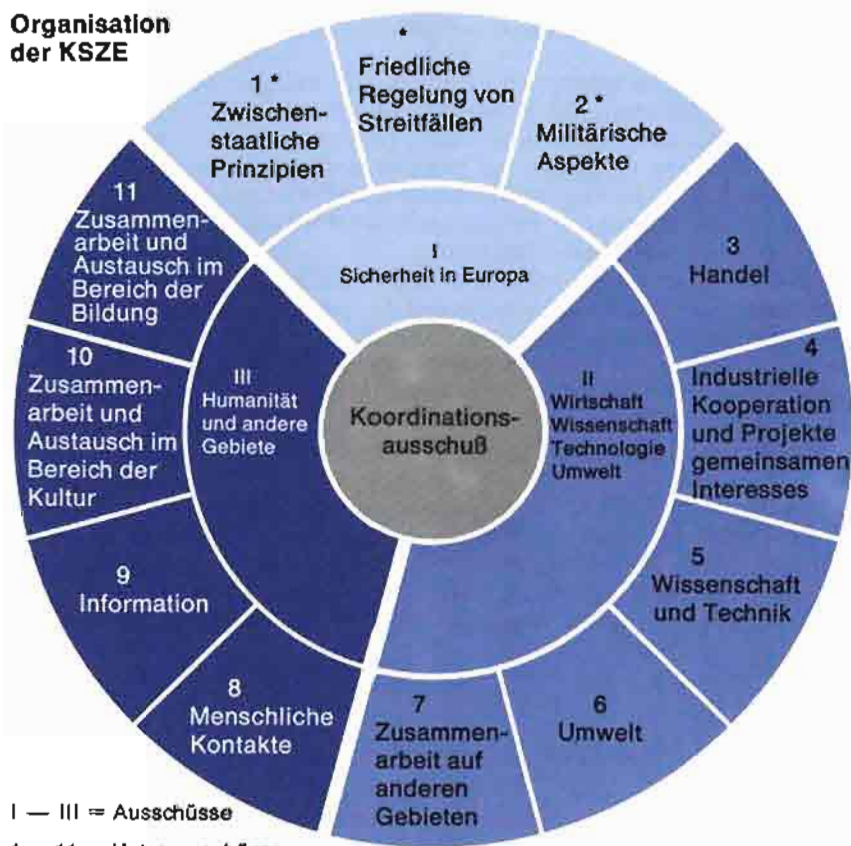 Organisation
der KSZE
1 *
Zwischen-
staatliche
Prinzipien
*
Friedliche
Regelung von
Streitfällen
2 *
Militärische
Aspekte
I
Sicherheit in Europa
3
Handel
4
Industrielle
Kooperation
und Projekte
gemeinsamen
Interesses
5
Wissenschaft
und Technik
6
Umwelt
7
Zusammen-
arbeit auf
anderen
Gebieten
II
Wirtschaft
Wissenschaft
Technologie
Umwelt
Koordinations-
ausschuß
III
Humanität
und andere
Gebiete
8
Menschliche
Kontakte
9
Information
10
Zusammen-
arbeit und
Austausch im
Bereich der
Kultur
11
Zusammen-
arbeit und
Austausch im
Bereich der
Bildung
I — III = Ausschüsse